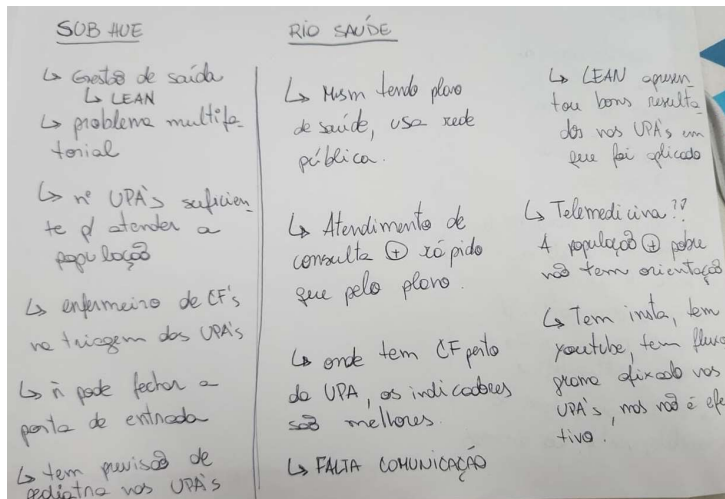 SUB HUE
↳ Gestão de saída
↳ LEAN
↳ problema multifa-
torial
↳ nº UPA's suficien-
te p/ atender a
população
↳ enfermeiro de CF's
na triagem das UPA's
↳ ñ pode fechar a
porta de entrada
↳ tem previsão de
pediatria nas UPA's
RIO SAÚDE
↳ Mesm tendo plano
de saúde, usa rede
pública.
↳ Atendimento de
consulta ⊕ rápido
que pelo plano.
↳ onde tem CF perto
da UPA, os indicadores
são melhores.
↳ FALTA COMUNICAÇÃO
↳ LEAN apresen-
tou bons resulta-
dos nas UPA's em
que foi aplicado
↳ Telemedicina??
A população ⊕ pobre
não tem orientação
↳ Tem insta, tem
youtube, tem fluxo
grama afixado nas
UPA's, mas não é efe
tivo.